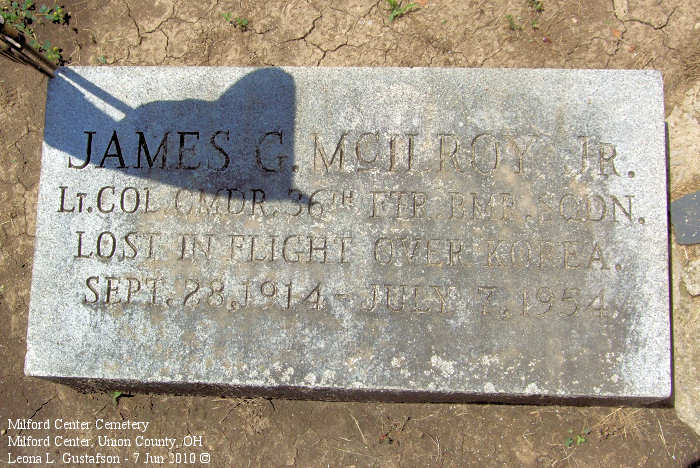 JAMES G. McILROY JR.
LT. COL. CMDR. 36TH FTR. BMR. SQDN.
LOST IN FLIGHT OVER KOREA.
SEPT. 28, 1914 - JULY 7, 1954.
Milford Center Cemetery
Milford Center, Union County, OH
Leona L. Gustafson - 7 Jun 2010 ©